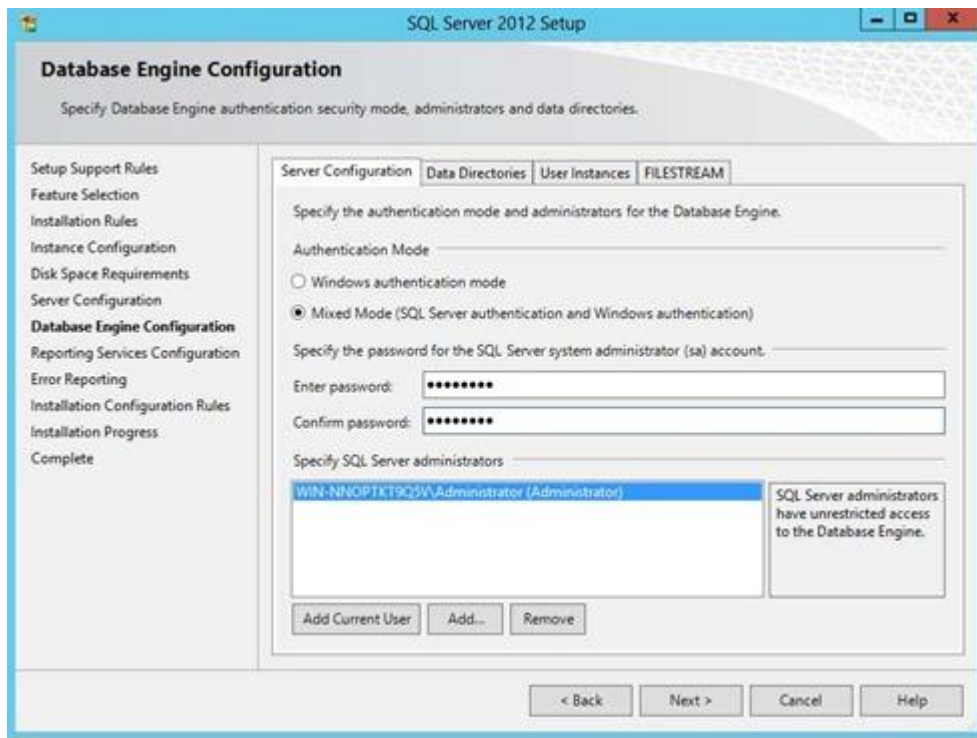 SQL Server 2012 Setup
Database Engine Configuration
Specify Database Engine authentication security mode, administrators and data directories.
Setup Support Rules
Feature Selection
Installation Rules
Instance Configuration
Disk Space Requirements
Server Configuration
Database Engine Configuration
Reporting Services Configuration
Error Reporting
Installation Configuration Rules
Installation Progress
Complete
Server Configuration
Data Directories
User Instances
FILESTREAM
Specify the authentication mode and administrators for the Database Engine.
Authentication Mode
Windows authentication mode
Mixed Mode (SQL Server authentication and Windows authentication)
Specify the password for the SQL Server system administrator (sa) account.
Enter password:
Confirm password:
Specify SQL Server administrators
WIN-NNOPTKT9Q5V\Administrator (Administrator)
SQL Server administrators
have unrestricted access
to the Database Engine.
Add Current User
Add...
Remove
< Back
Next >
Cancel
Help